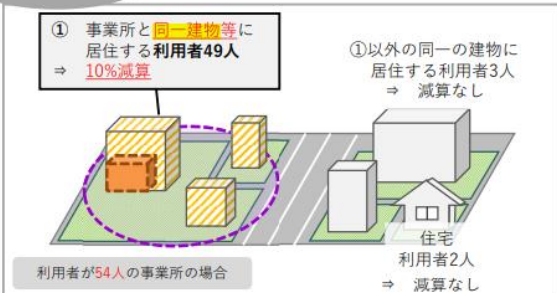 ① 事業所と同一建物等に
居住する利用者49人
⇒ 10%減算
①以外の同一の建物に
居住する利用者3人
⇒ 減算なし
住宅
利用者2人
⇒ 減算なし
利用者が54人の事業所の場合